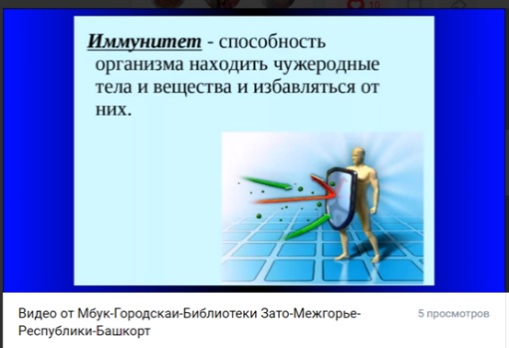 Иммунитет - способность
организма находить чужеродные
тела и вещества и избавляться от
них.
Видео от Мбук-Городскаи-Библиотеки Зато-Межгорье-
Республики-Башкорт
5 просмотров